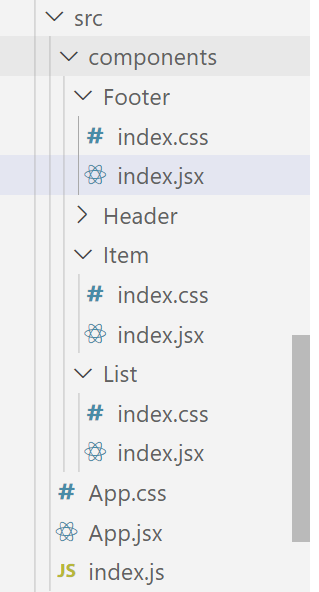 src
components
Footer
# index.css
index.jsx
Header
Item
# index.css
index.jsx
List
# index.css
index.jsx
# App.css
App.jsx
JS index.js